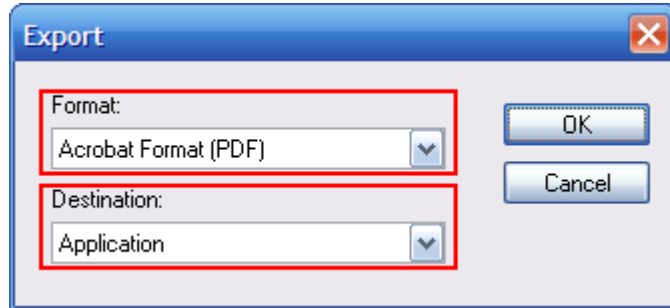 Export
Format:
Acrobat Format (PDF)
OK
Cancel
Destination:
Application